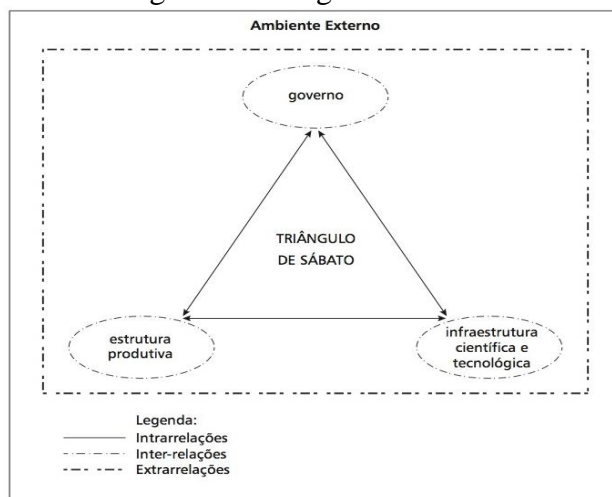 Ambiente Externo
governo
TRIÂNGULO
DE SÁBATO
estrutura
produtiva
infraestrutura
científica e
tecnológica
Legenda:
Intrarrelações
Inter-relações
Extrarrelações